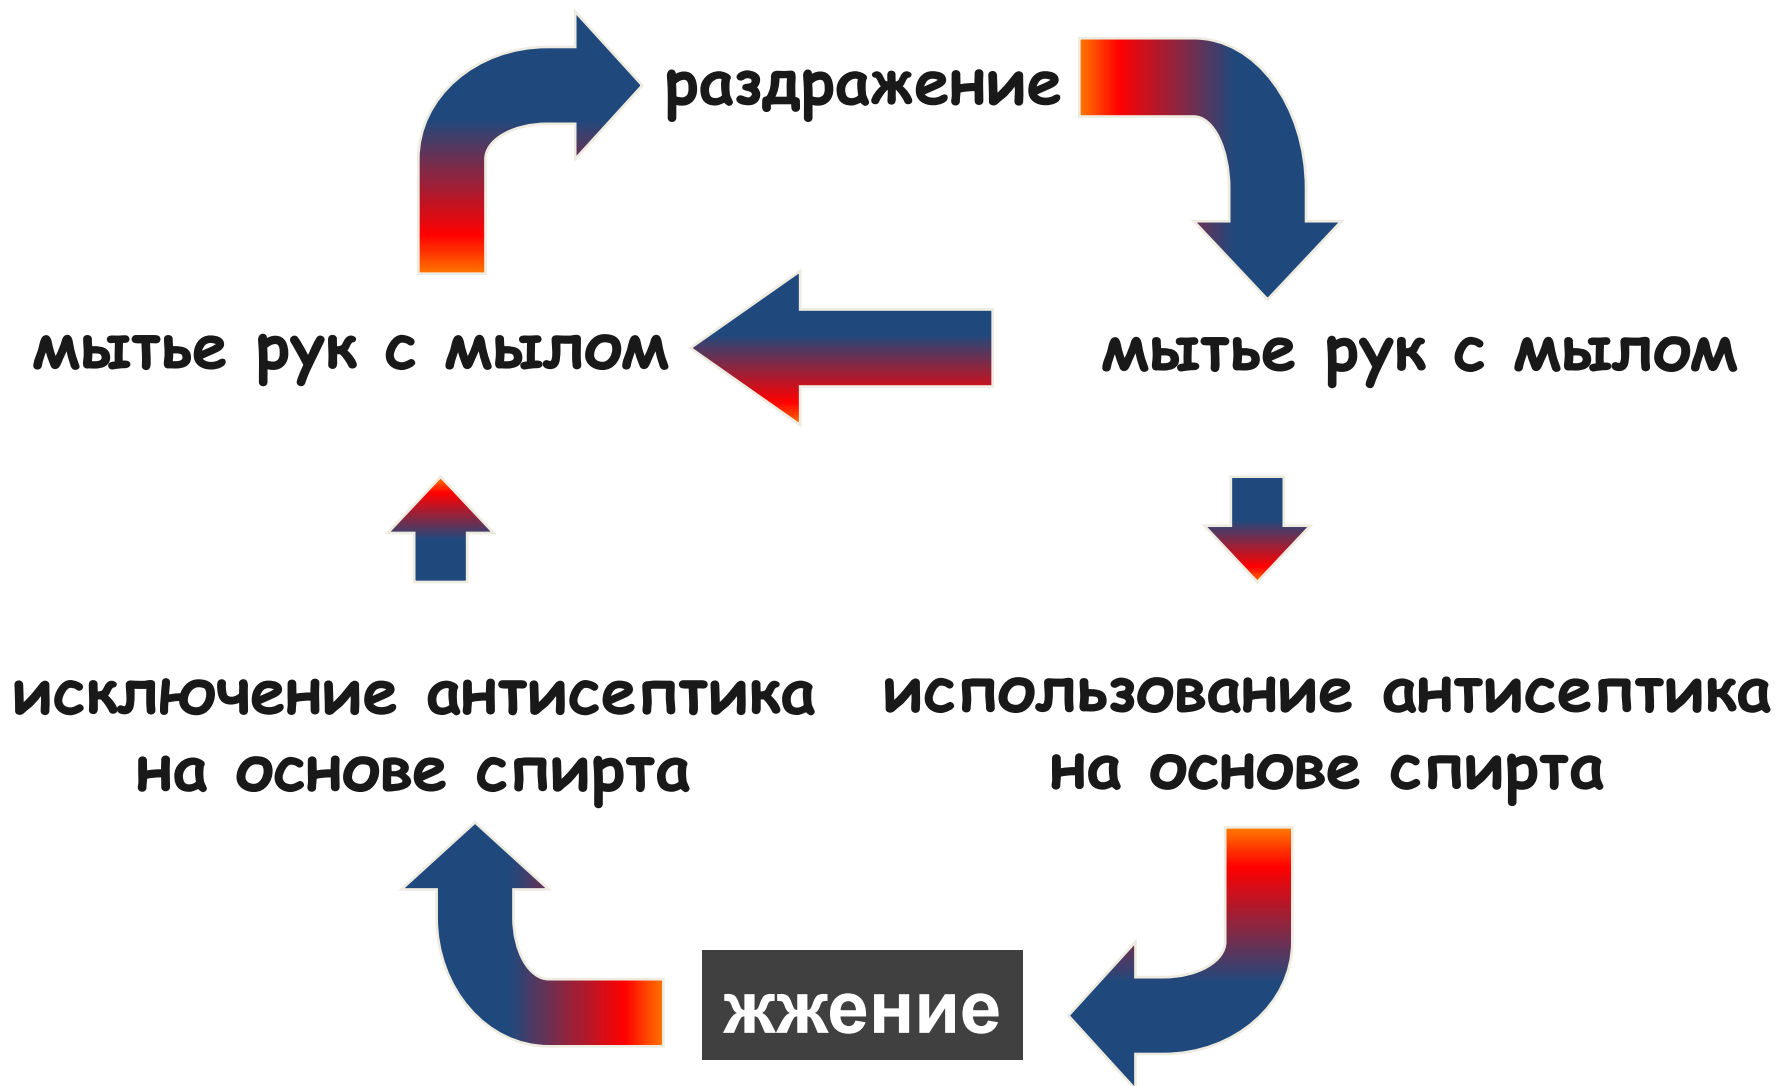 раздражение
мытье рук с мылом
мытье рук с мылом
исключение антисептика
на основе спирта
использование антисептика
на основе спирта
жжение